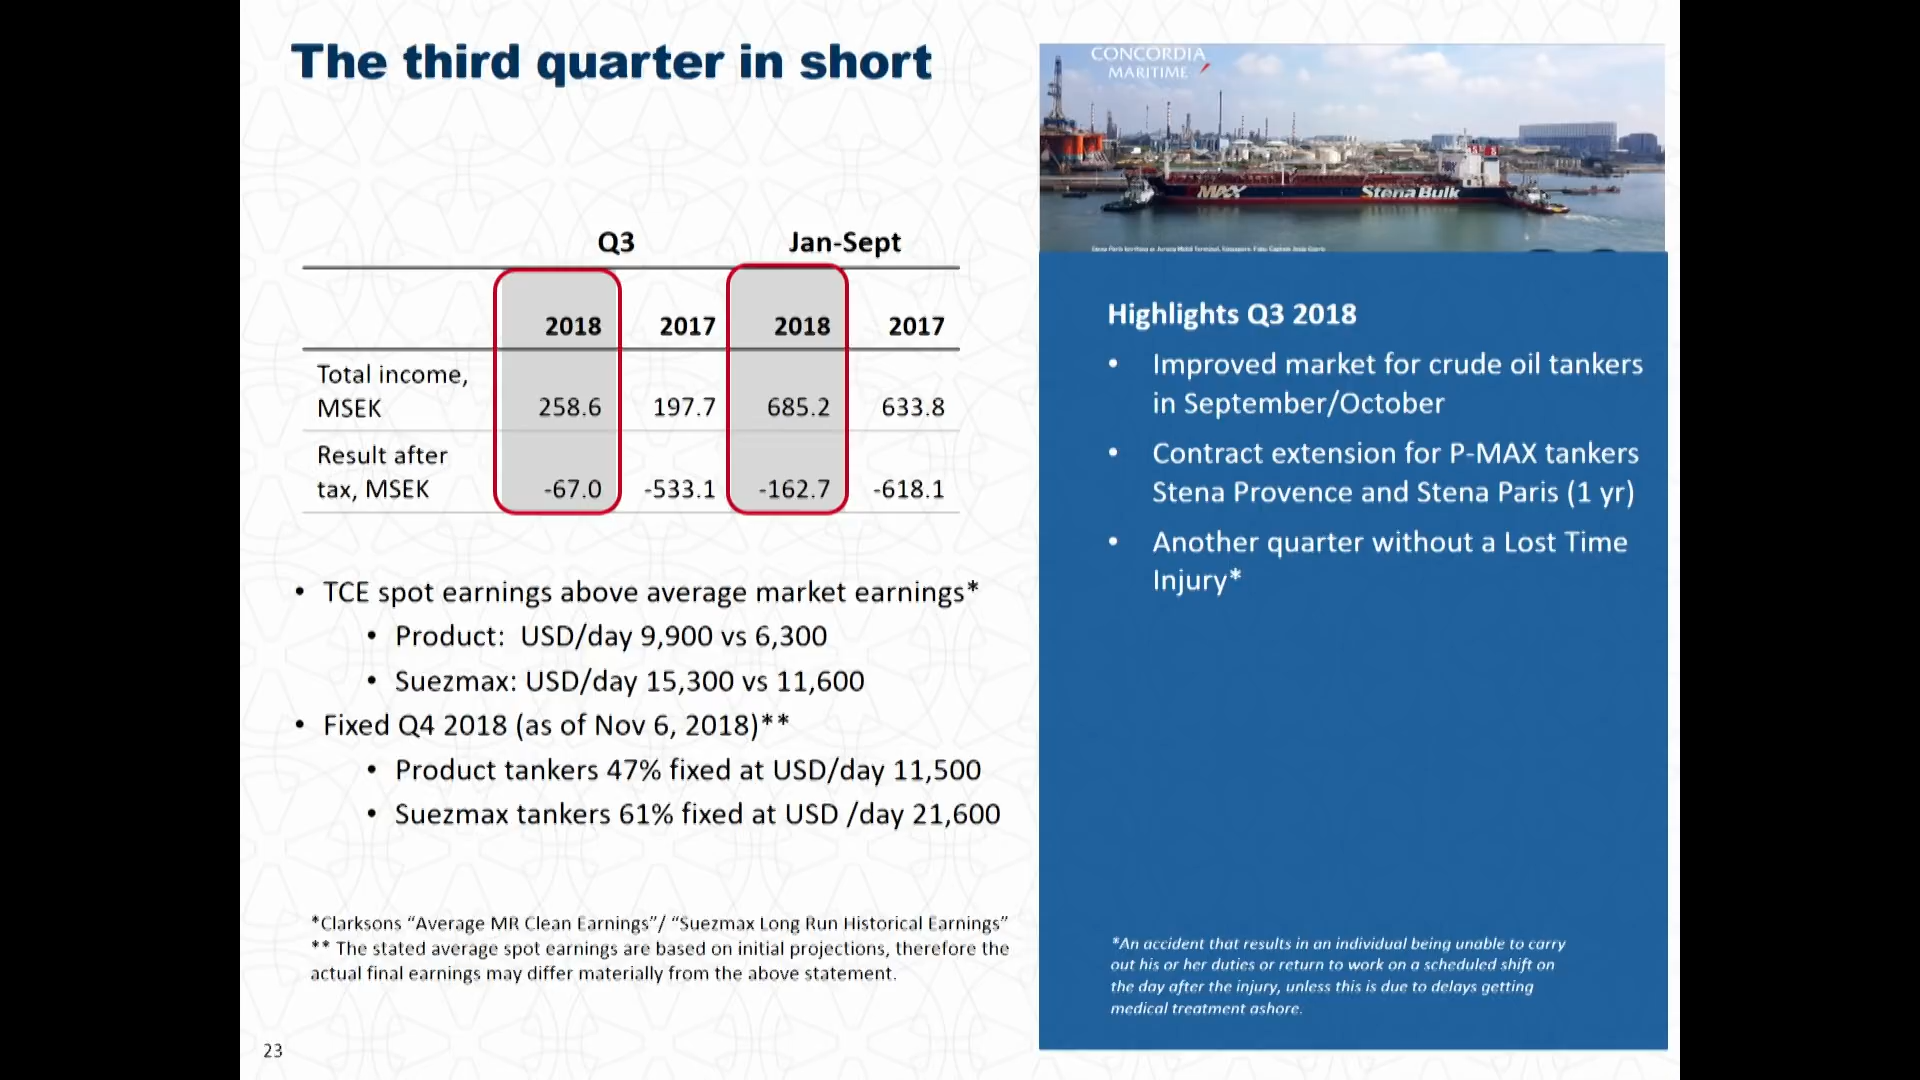 The third quarter in short
Q3 Jan-Sept
2018 2017 2018 2017
Total income,
MSEK 258.6 197.7 685.2 633.8
Result after
tax, MSEK -67.0 -533.1 -162.7 -618.1
• TCE spot earnings above average market earnings*
• Product: USD/day 9,900 vs 6,300
• Suezmax: USD/day 15,300 vs 11,600
• Fixed Q4 2018 (as of Nov 6, 2018)**
• Product tankers 47% fixed at USD/day 11,500
• Suezmax tankers 61% fixed at USD /day 21,600
*Clarksons “Average MR Clean Earnings”/ “Suezmax Long Run Historical Earnings”
** The stated average spot earnings are based on initial projections, therefore the
actual final earnings may differ materially from the above statement.
23
CONCORDIA
MARITIME
MAX Stena Bulk
Highlights Q3 2018
• Improved market for crude oil tankers
in September/October
• Contract extension for P-MAX tankers
Stena Provence and Stena Paris (1 yr)
• Another quarter without a Lost Time
Injury*
*An accident that results in an individual being unable to carry
out his or her duties or return to work on a scheduled shift on
the day after the injury, unless this is due to delays getting
medical treatment ashore.